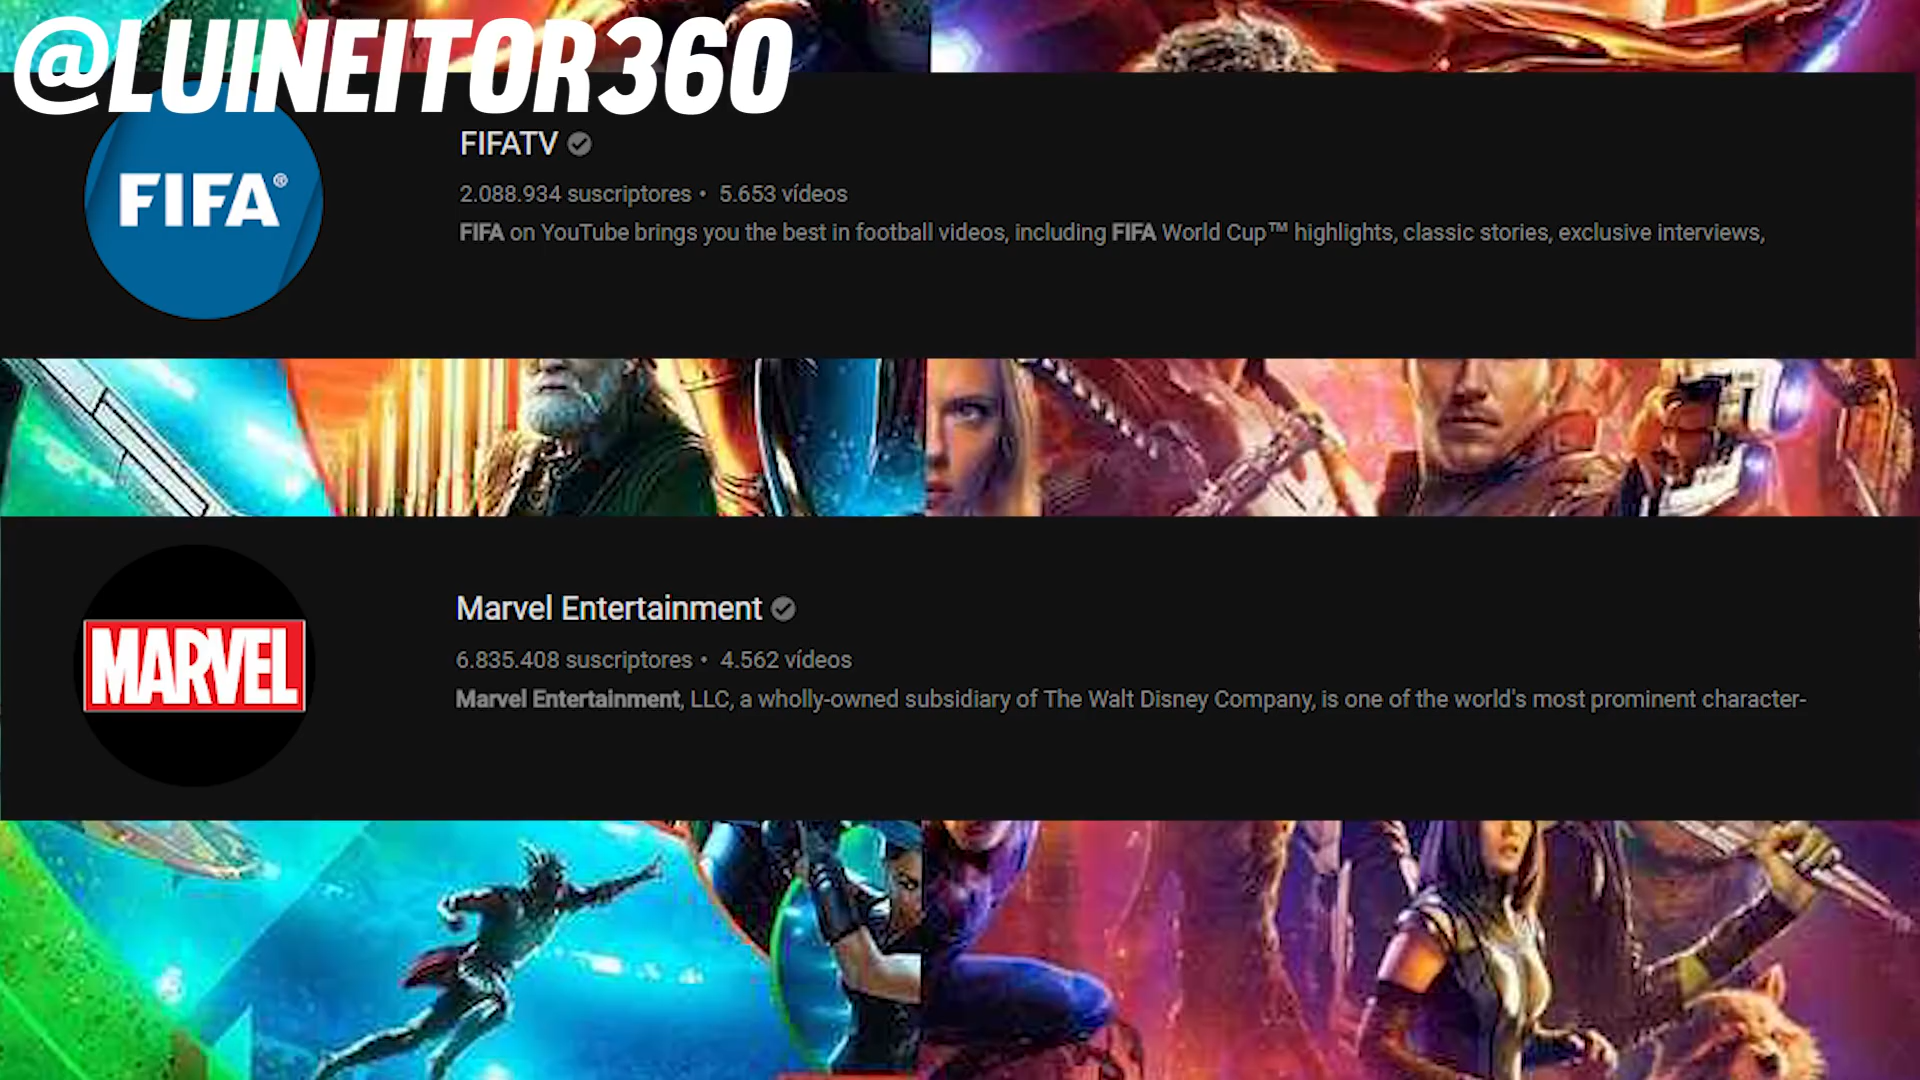 @LUINEITOR360
FIFA®
FIFATV
2.088.934 suscriptores • 5.653 vídeos
FIFA on YouTube brings you the best in football videos, including FIFA World Cup™ highlights, classic stories, exclusive interviews,
Marvel Entertainment
MARVEL
6.835.408 suscriptores • 4.562 vídeos
Marvel Entertainment, LLC, a wholly-owned subsidiary of The Walt Disney Company, is one of the world's most prominent character-